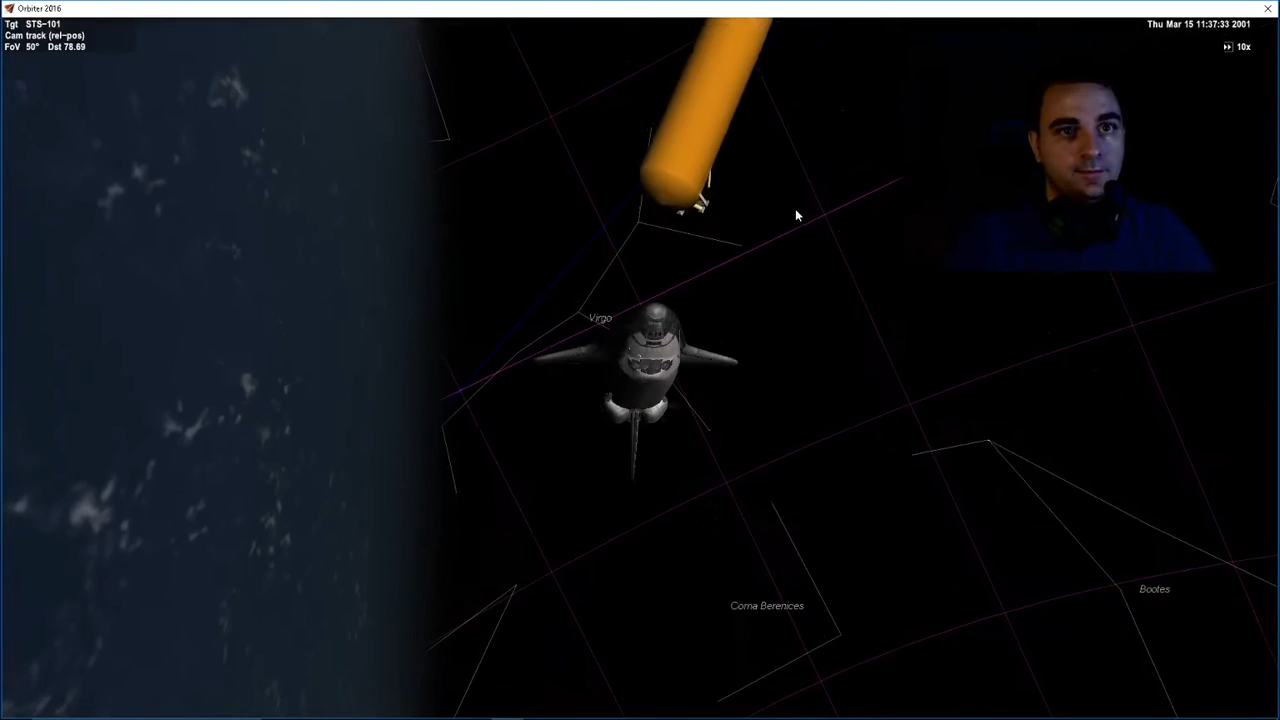 Orbiter 2016
Tgt STS-101
Cam track (rel-pos)
FoV 50° Dst 78.69
Thu Mar 15 11:37:33 2001
10x
Virgo
Bootes
Coma Berenices